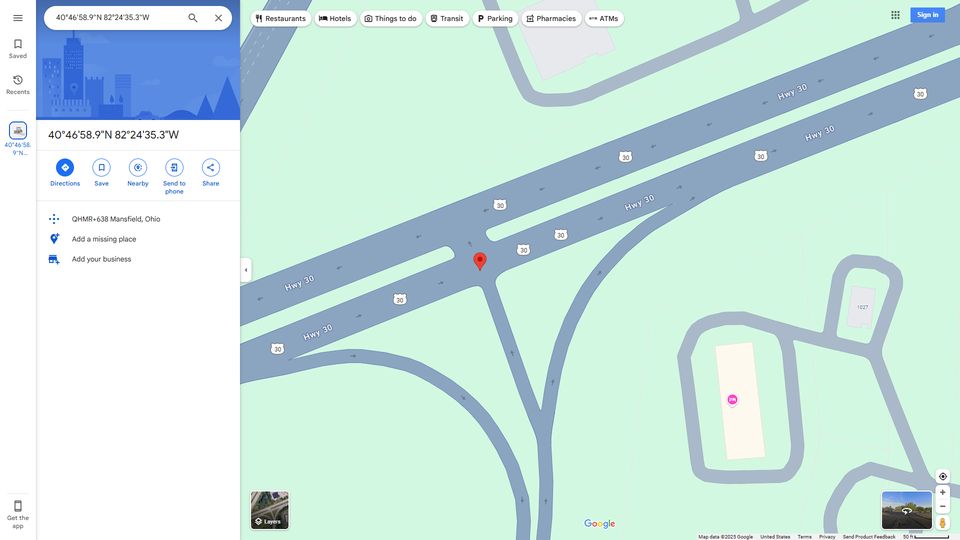 40°46'58.9"N 82°24'35.3"W
Restaurants
Hotels
Things to do
Transit
Parking
Pharmacies
ATMs
Sign in
Saved
Recents
40°46'58.
9"N...
40°46'58.9"N 82°24'35.3"W
Directions
Save
Nearby
Send to
phone
Share
QHMR+638 Mansfield, Ohio
Add a missing place
Add your business
Get the
app
Hwy 30
30
Hwy 30
30
30
Hwy 30
30
30
30
Hwy 30
30
Hwy 30
30
1027
Layers
Google
Map data ©2025 Google
United States
Terms
Privacy
Send Product Feedback
50 ft